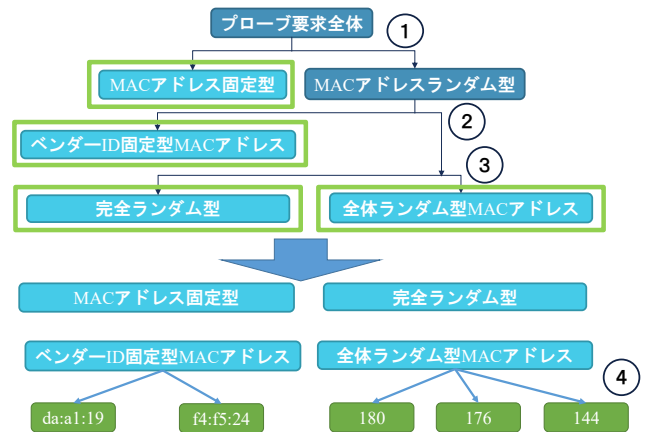 プローブ要求全体
1
MACアドレス固定型
MACアドレスランダム型
2
ベンダーID固定型MACアドレス
3
完全ランダム型
全体ランダム型MACアドレス
MACアドレス固定型
完全ランダム型
ベンダーID固定型MACアドレス
全体ランダム型MACアドレス
4
da:a1:19
f4:f5:24
180
176
144